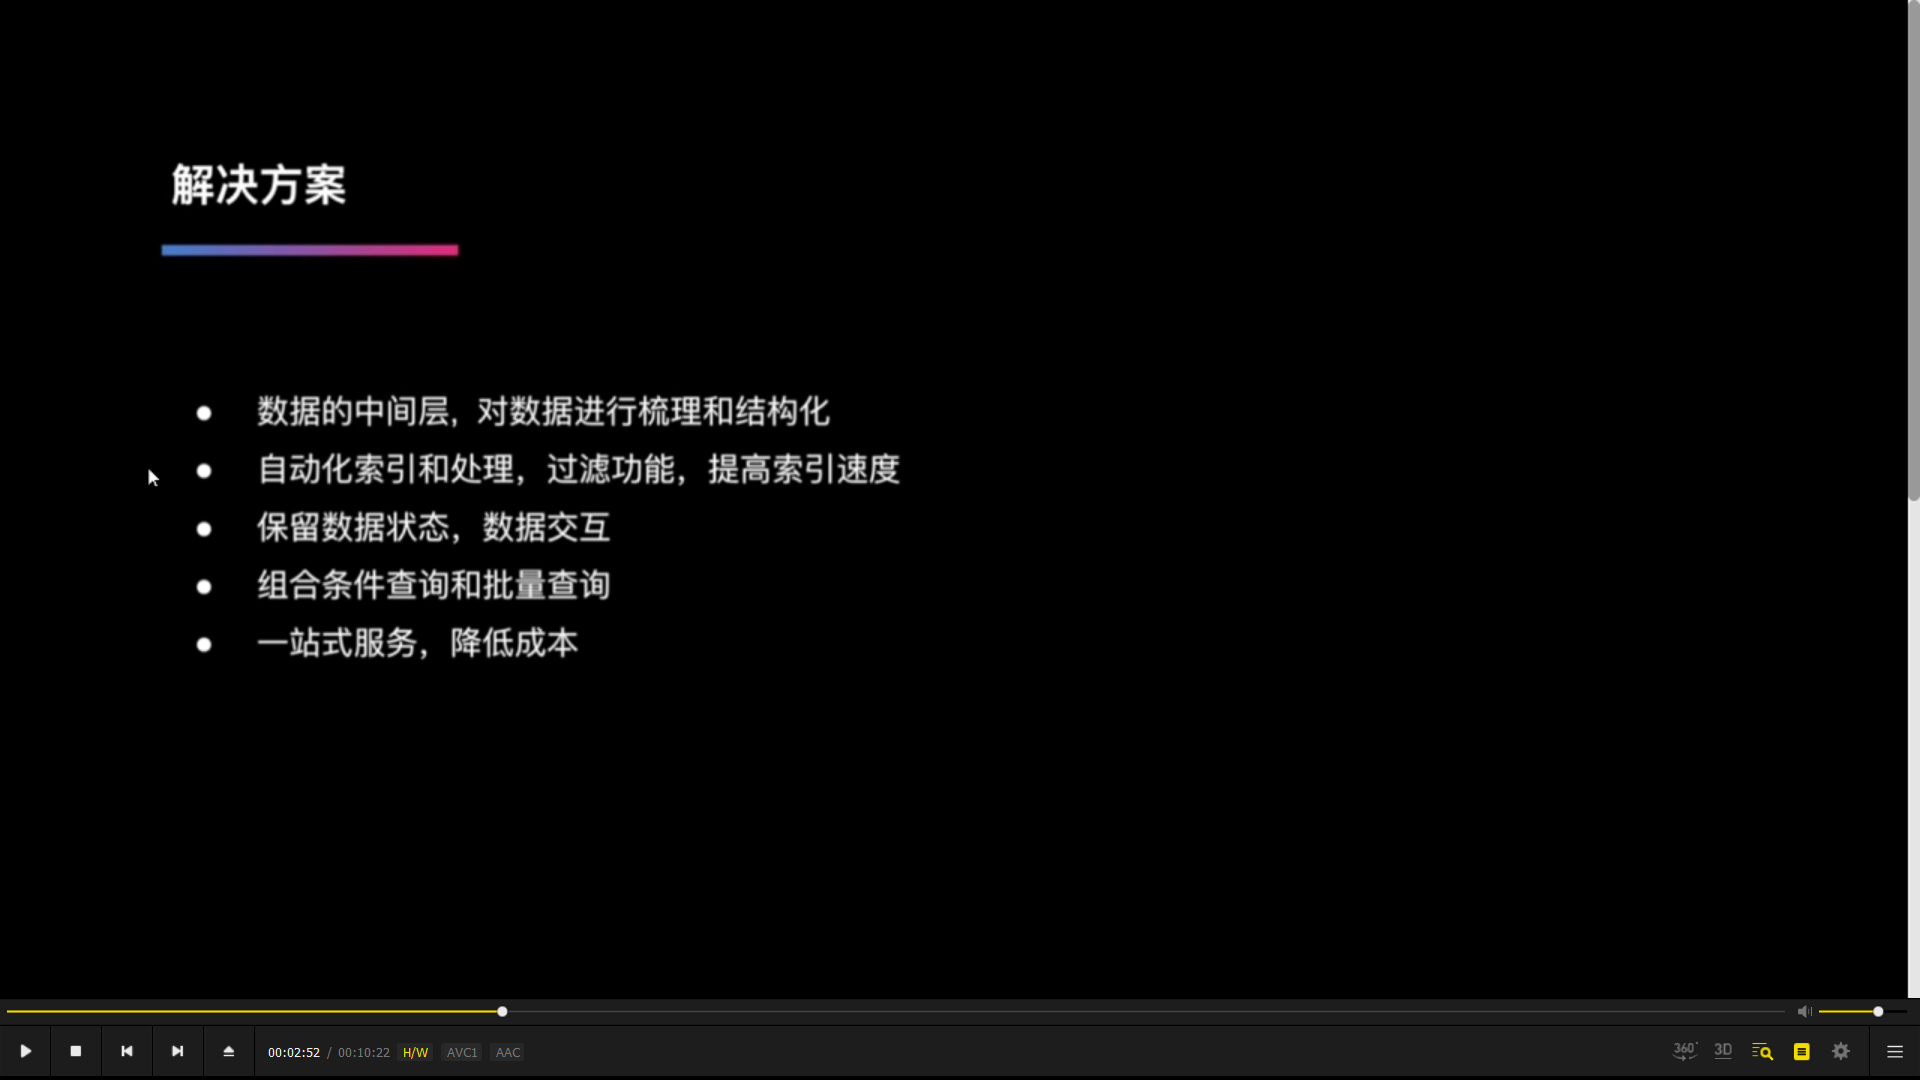 解决方案
● 数据的中间层, 对数据进行梳理和结构化
● 自动化索引和处理，过滤功能，提高索引速度
● 保留数据状态，数据交互
● 组合条件查询和批量查询
● 一站式服务，降低成本
00:02:52 / 00:10:22 H/W AVC1 AAC
360° 3D